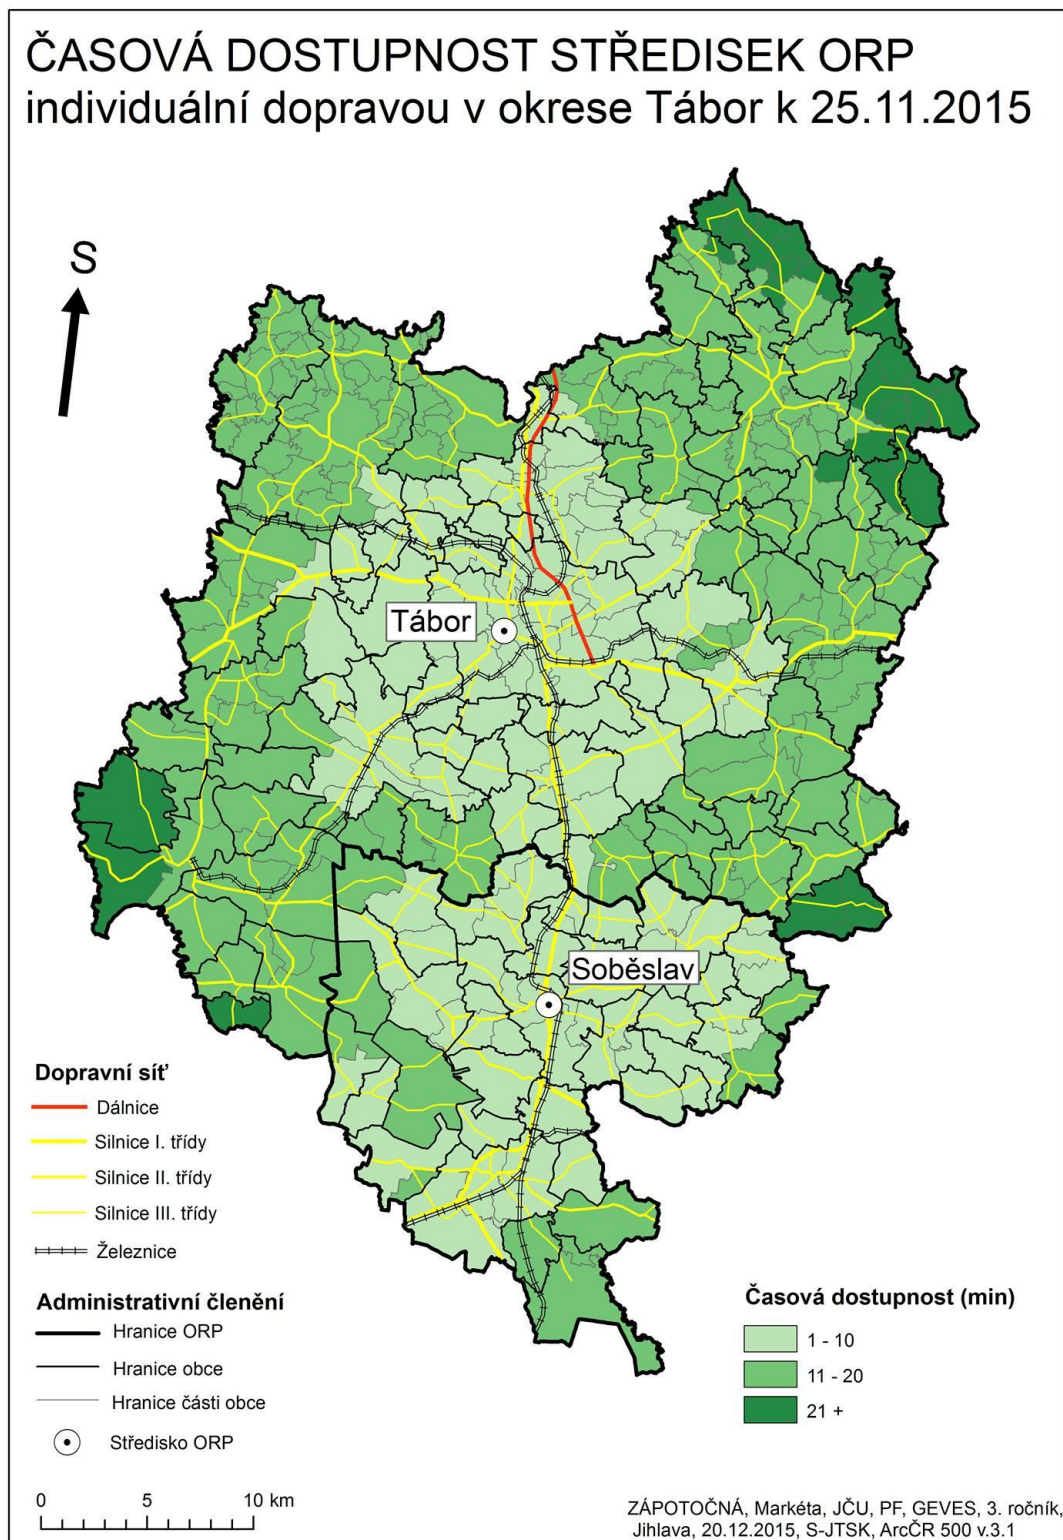 ČASOVÁ DOSTUPNOST STŘEDISEK ORP
individuální dopravou v okrese Tábor k 25.11.2015
S
Tábor
Soběslav
Dopravní síť
Dálnice
Silnice I. třídy
Silnice II. třídy
Silnice III. třídy
Železnice
Administrativní členění
Hranice ORP
Hranice obce
Hranice části obce
Středisko ORP
0 5 10 km
Časová dostupnost (min)
1 - 10
11 - 20
21 +
ZÁPOTOČNÁ, Markéta, JČU, PF, GEVES, 3. ročník,
Jihlava, 20.12.2015, S-JTSK, ArcČR 500 v.3.1